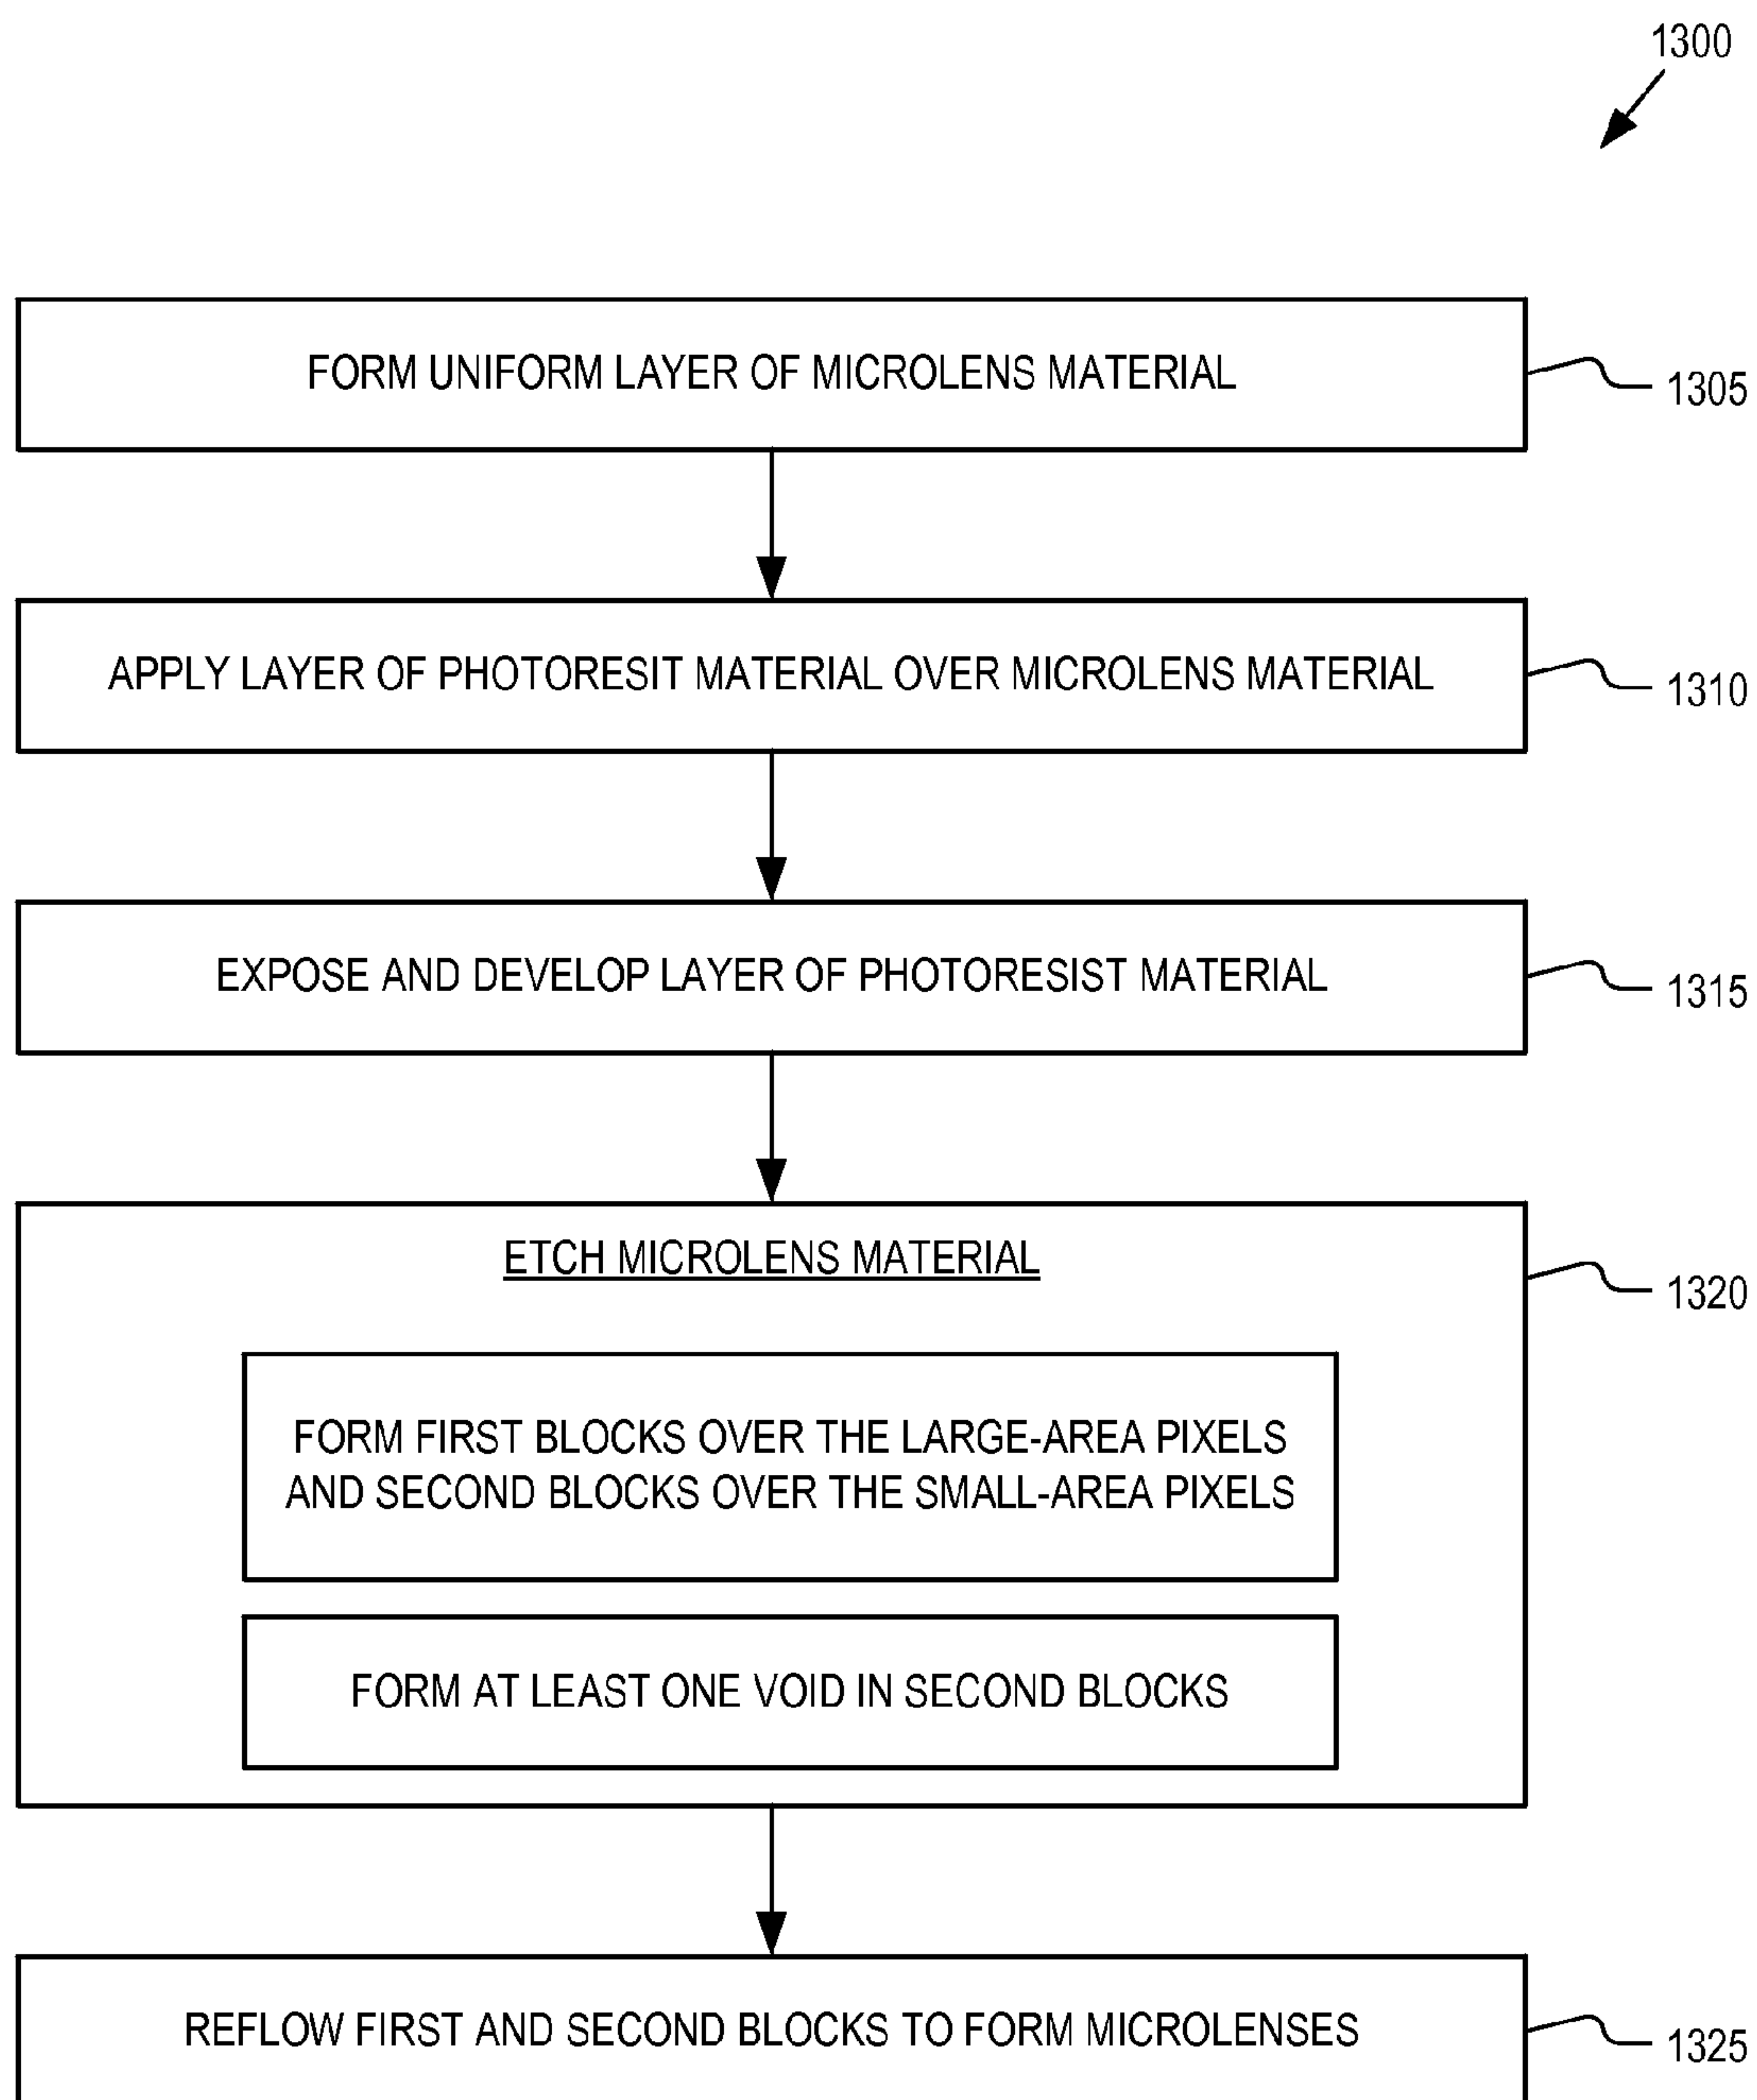 1300
FORM UNIFORM LAYER OF MICROLENS MATERIAL
1305
APPLY LAYER OF PHOTORESIT MATERIAL OVER MICROLENS MATERIAL
1310
EXPOSE AND DEVELOP LAYER OF PHOTORESIST MATERIAL
1315
ETCH MICROLENS MATERIAL
1320
FORM FIRST BLOCKS OVER THE LARGE-AREA PIXELS
AND SECOND BLOCKS OVER THE SMALL-AREA PIXELS
FORM AT LEAST ONE VOID IN SECOND BLOCKS
REFLOW FIRST AND SECOND BLOCKS TO FORM MICROLENSES
1325